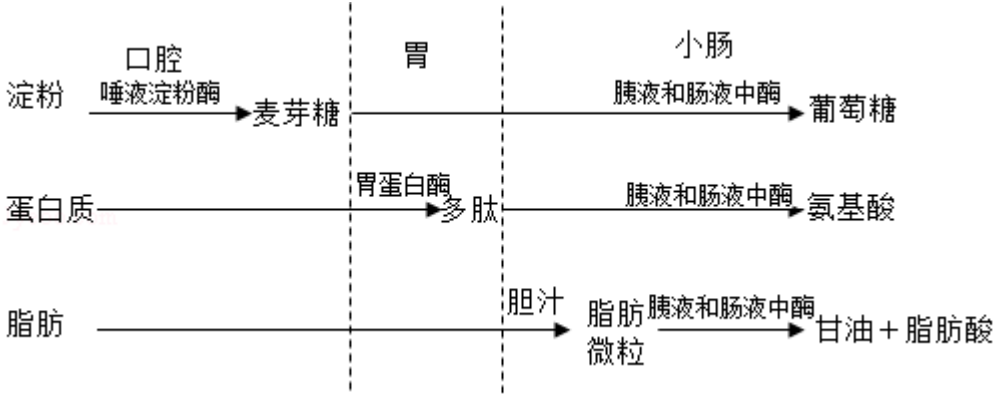 口腔
胃
小肠
淀粉
唾液淀粉酶
麦芽糖
胰液和肠液中酶
葡萄糖
蛋白质
胃蛋白酶
多肽
胰液和肠液中酶
氨基酸
脂肪
胆汁
脂肪
微粒
胰液和肠液中酶
甘油+脂肪酸